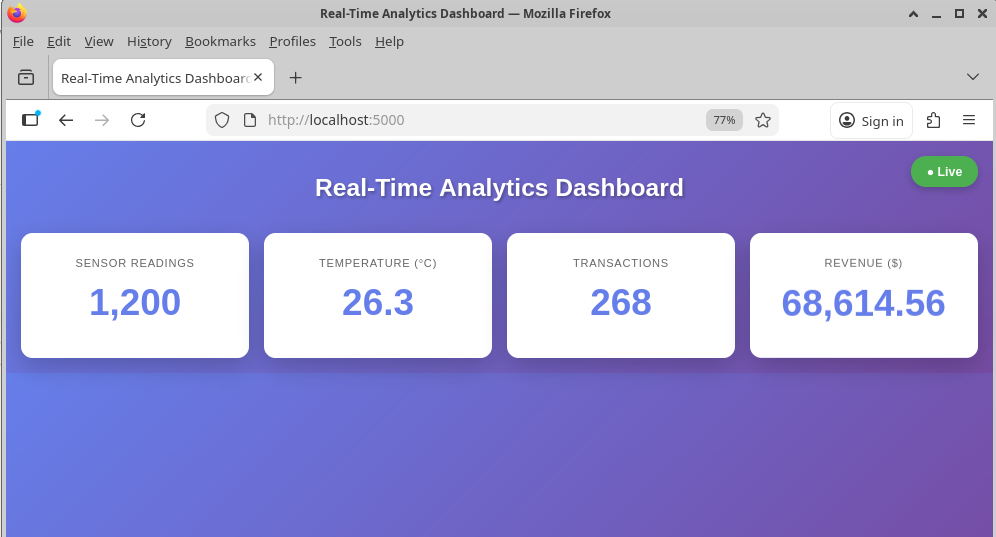 Real-Time Analytics Dashboard — Mozilla Firefox
File Edit View History Bookmarks Profiles Tools Help
Real-Time Analytics Dashboard
http://localhost:5000 77% Sign in
Real-Time Analytics Dashboard
● Live
SENSOR READINGS TEMPERATURE (°C) TRANSACTIONS REVENUE ($)
1,200 26.3 268 68,614.56